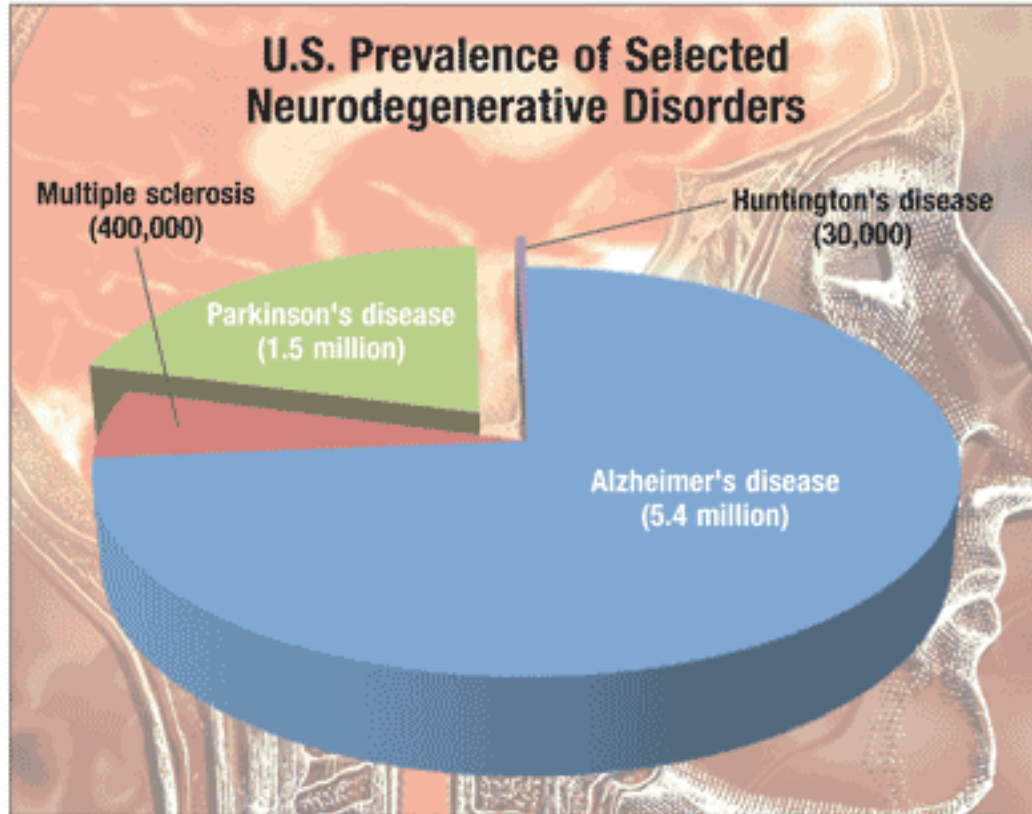 U.S. Prevalence of Selected
Neurodegenerative Disorders
Multiple sclerosis
(400,000)
Huntington's disease
(30,000)
Parkinson's disease
(1.5 million)
Alzheimer's disease
(5.4 million)